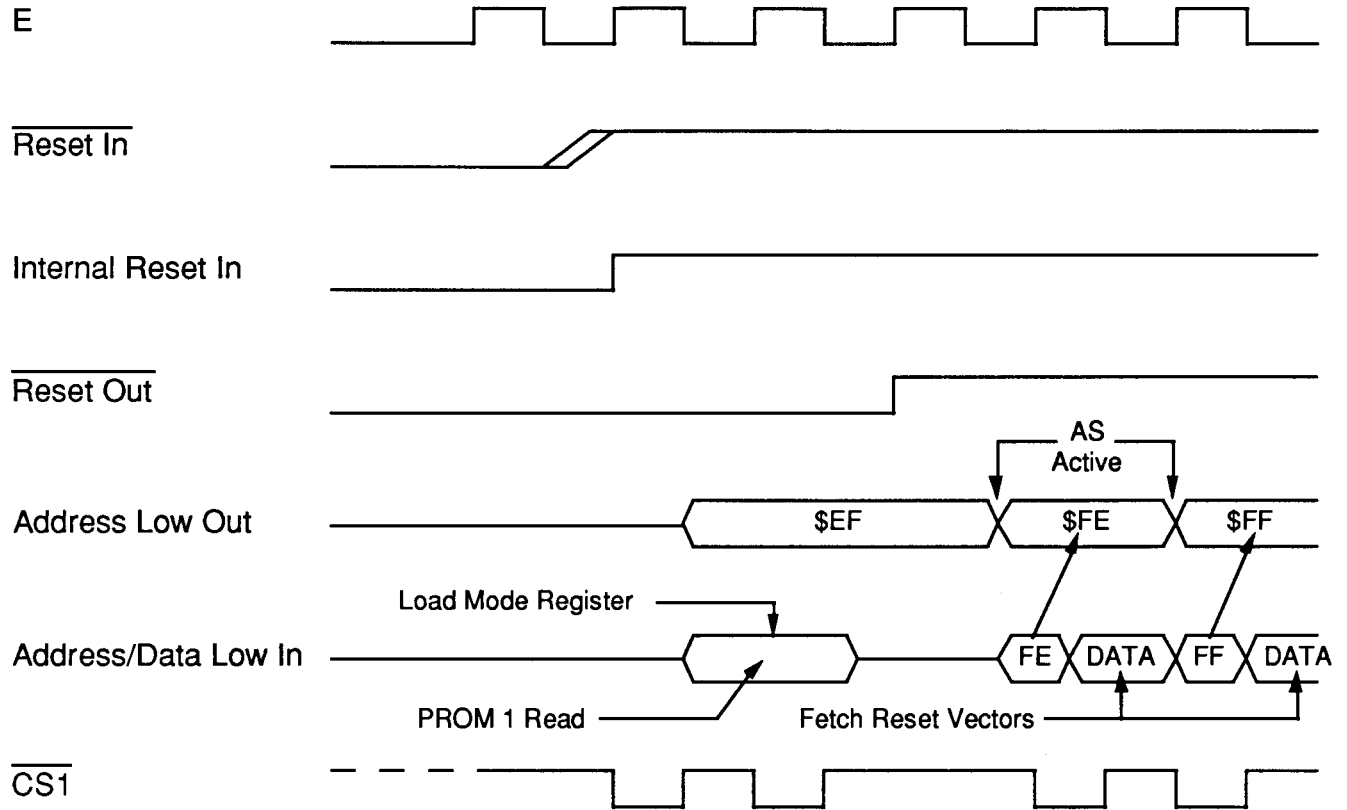 E
Reset In
Internal Reset In
Reset Out
AS
Active
Address Low Out
$EF
$FE
$FF
Load Mode Register
Address/Data Low In
FE
DATA
FF
DATA
PROM 1 Read
Fetch Reset Vectors
CS1